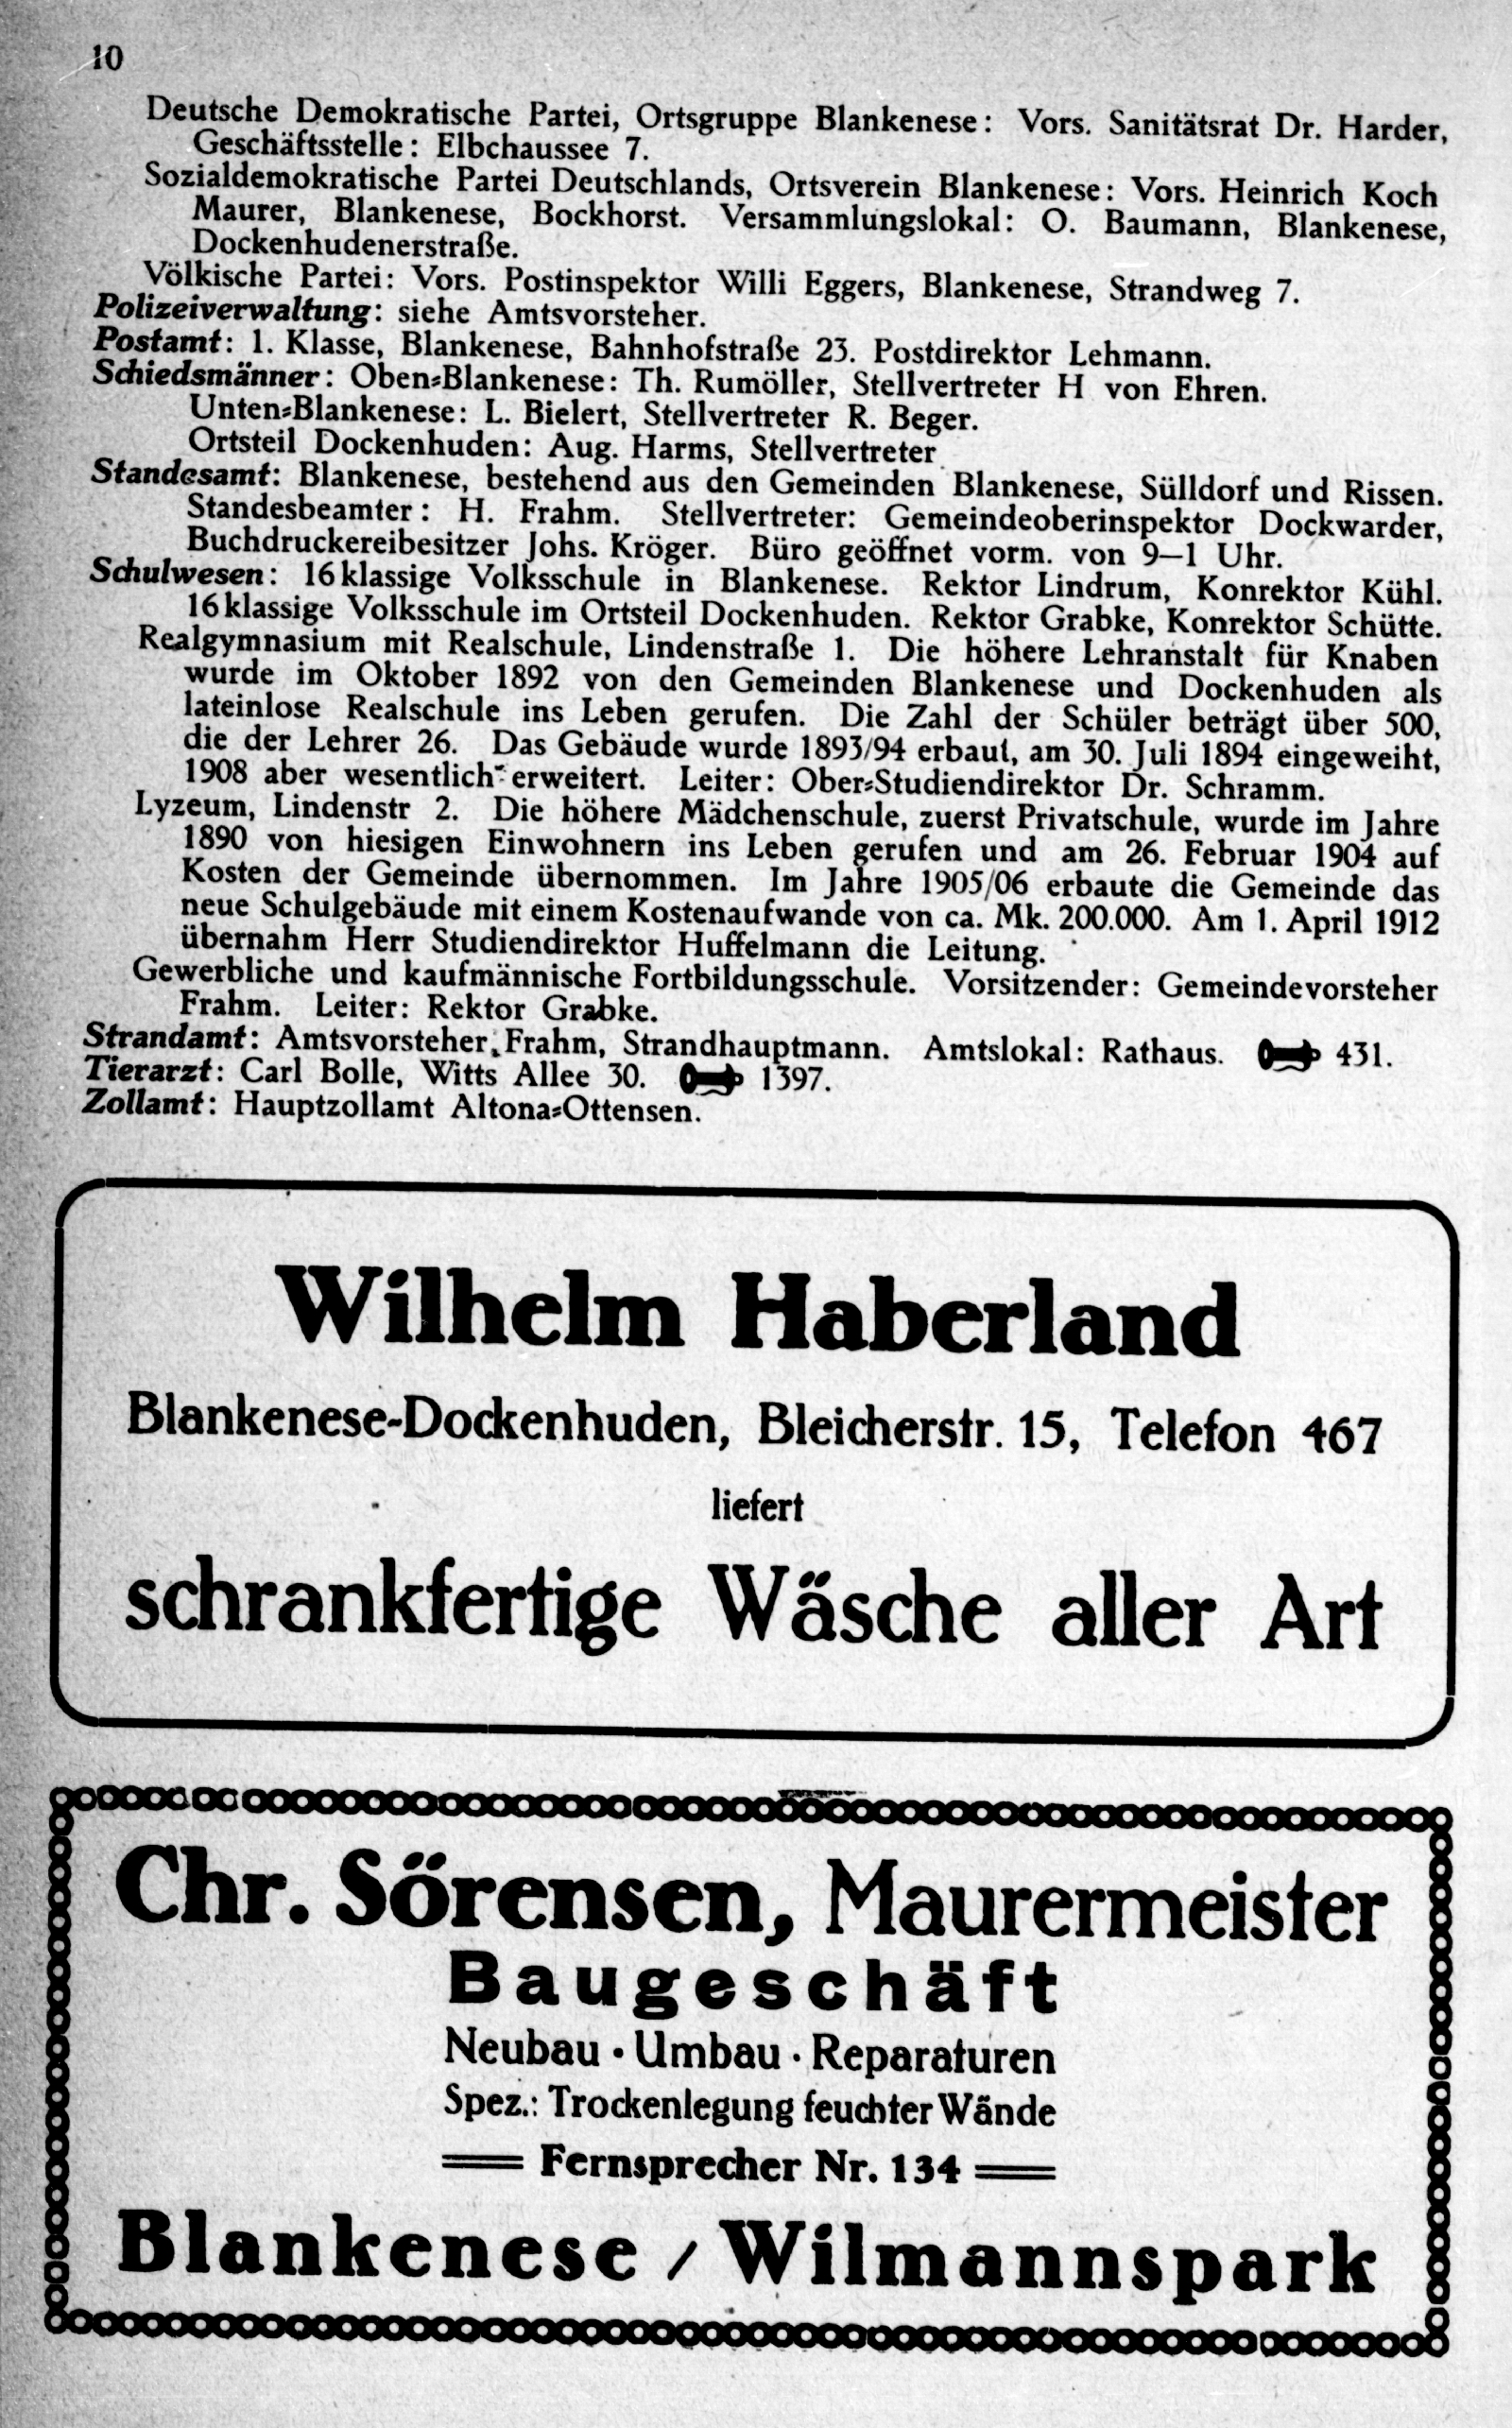 10
Deutsche Demokratische Partei, Ortsgruppe Blankenese: Vors. Sanitätsrat Dr. Harder,
Geschäftsstelle: Elbchaussee 7.
Sozialdemokratische Partei Deutschlands, Ortsverein Blankenese: Vors. Heinrich Koch
Maurer, Blankenese, Bockhorst. Versammlungslokal: O. Baumann, Blankenese,
Dockenhudenerstraße.
Völkische Partei: Vors. Postinspektor Willi Eggers, Blankenese, Strandweg 7.
Polizeiverwaltung: siehe Amtsvorsteher.
Postamt: 1. Klasse, Blankenese, Bahnhofstraße 23. Postdirektor Lehmann.
Schiedsmänner: Oben-Blankenese: Th. Rumöller, Stellvertreter H von Ehren.
Unten-Blankenese: L. Bielert, Stellvertreter R. Beger.
Ortsteil Dockenhuden: Aug. Harms, Stellvertreter
Standesamt: Blankenese, bestehend aus den Gemeinden Blankenese, Sülldorf und Rissen.
Standesbeamter: H. Frahm. Stellvertreter: Gemeindeoberinspektor Dockwarder,
Buchdruckereibesitzer Johs. Kröger. Büro geöffnet vorm. von 9—1 Uhr.
Schulwesen: 16klassige Volksschule in Blankenese. Rektor Lindrum, Konrektor Kühl.
16klassige Volksschule im Ortsteil Dockenhuden. Rektor Grabke, Konrektor Schütte.
Realgymnasium mit Realschule, Lindenstraße 1. Die höhere Lehranstalt für Knaben
wurde im Oktober 1892 von den Gemeinden Blankenese und Dockenhuden als
lateinlose Realschule ins Leben gerufen. Die Zahl der Schüler beträgt über 500,
die der Lehrer 26. Das Gebäude wurde 1893/94 erbaut, am 30. Juli 1894 eingeweiht,
1908 aber wesentlich erweitert. Leiter: Ober-Studiendirektor Dr. Schramm.
Lyzeum, Lindenstr 2. Die höhere Mädchenschule, zuerst Privatschule, wurde im Jahre
1890 von hiesigen Einwohnern ins Leben gerufen und am 26. Februar 1904 auf
Kosten der Gemeinde übernommen. Im Jahre 1905/06 erbaute die Gemeinde das
neue Schulgebäude mit einem Kostenaufwande von ca. Mk. 200.000. Am 1. April 1912
übernahm Herr Studiendirektor Huffelmann die Leitung.
Gewerbliche und kaufmännische Fortbildungsschule. Vorsitzender: Gemeindevorsteher
Frahm. Leiter: Rektor Grabke.
Strandamt: Amtsvorsteher Frahm, Strandhauptmann. Amtslokal: Rathaus. 431.
Tierarzt: Carl Bolle, Witts Allee 30. 1397.
Zollamt: Hauptzollamt Altona-Ottensen.
Wilhelm Haberland
Blankenese-Dockenhuden, Bleicherstr. 15, Telefon 467
liefert
schrankfertige Wäsche aller Art
Chr. Sörensen, Maurermeister
Baugeschäft
Neubau · Umbau · Reparaturen
Spez.: Trockenlegung feuchter Wände
Fernsprecher Nr. 134
Blankenese / Wilmannspark